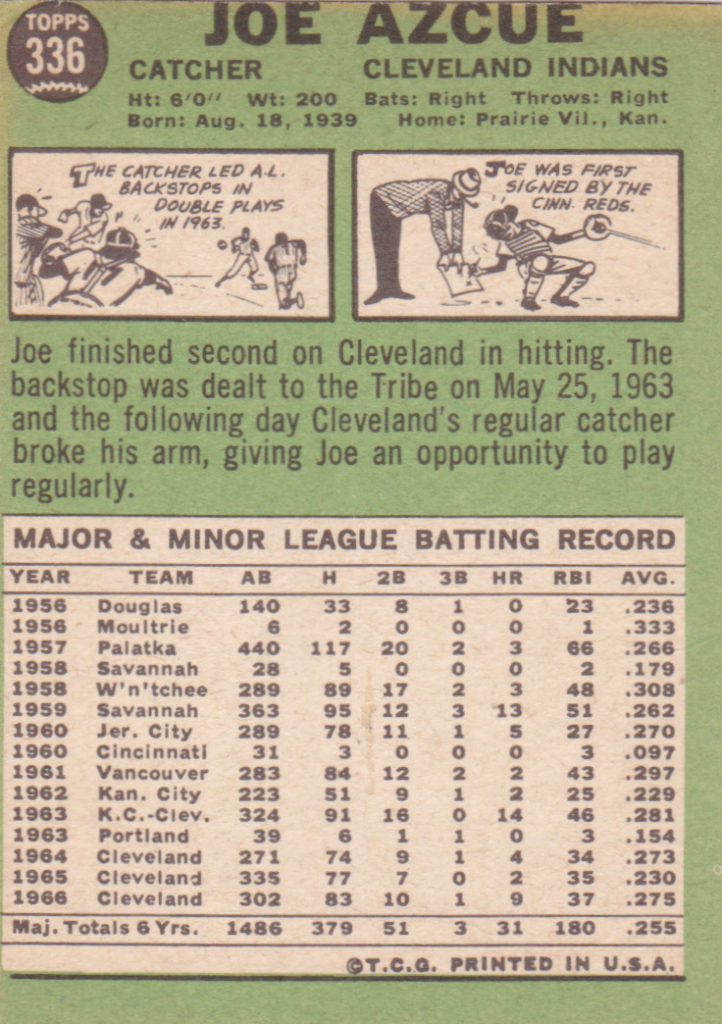 TOPPS
336
JOE AZCUE
CATCHER CLEVELAND INDIANS
Ht: 6'0" Wt: 200 Bats: Right Throws: Right
Born: Aug. 18, 1939 Home: Prairie Vil., Kan.
THE CATCHER LED A.L.
BACKSTOPS IN
DOUBLE PLAYS
IN 1963.
JOE WAS FIRST
SIGNED BY THE
CINN. REDS.
Joe finished second on Cleveland in hitting. The
backstop was dealt to the Tribe on May 25, 1963
and the following day Cleveland's regular catcher
broke his arm, giving Joe an opportunity to play
regularly.
MAJOR & MINOR LEAGUE BATTING RECORD
YEAR TEAM AB H 2B 3B HR RBI AVG.
1956 Douglas 140 33 8 1 0 23 .236
1956 Moultrie 6 2 0 0 0 1 .333
1957 Palatka 440 117 20 2 3 66 .266
1958 Savannah 28 5 0 0 0 2 .179
1958 W'n'tchee 289 89 17 2 3 48 .308
1959 Savannah 363 95 12 3 13 51 .262
1960 Jer. City 289 78 11 1 5 27 .270
1960 Cincinnati 31 3 0 0 0 3 .097
1961 Vancouver 283 84 12 2 2 43 .297
1962 Kan. City 223 51 9 1 2 25 .229
1963 K.C.-Clev. 324 91 16 0 14 46 .281
1963 Portland 39 6 1 1 0 3 .154
1964 Cleveland 271 74 9 1 4 34 .273
1965 Cleveland 335 77 7 0 2 35 .230
1966 Cleveland 302 83 10 1 9 37 .275
Maj. Totals 6 Yrs. 1486 379 51 3 31 180 .255
©T.C.G. PRINTED IN U.S.A.